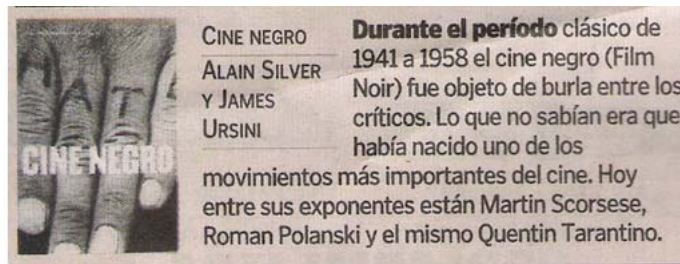 HATE
CINE NEGRO
CINE NEGRO
ALAIN SILVER
Y JAMES
URSINI
Durante el período clásico de
1941 a 1958 el cine negro (Film
Noir) fue objeto de burla entre los
críticos. Lo que no sabían era que
había nacido uno de los
movimientos más importantes del cine. Hoy
entre sus exponentes están Martin Scorsese,
Roman Polanski y el mismo Quentin Tarantino.